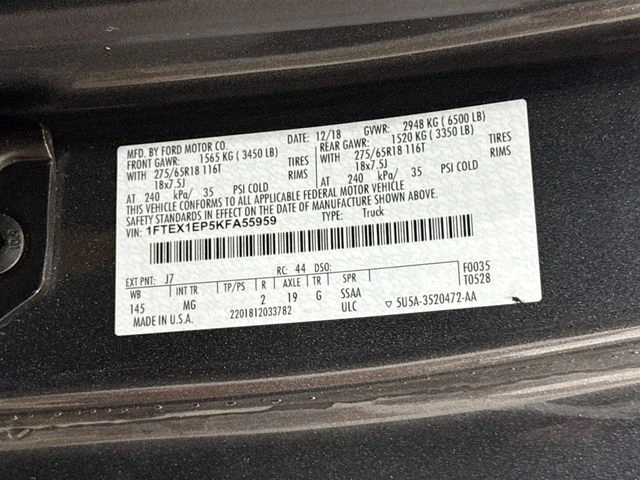 MFD. BY FORD MOTOR CO.
DATE: 12/18 GVWR: 2948 KG ( 6500 LB)
FRONT GAWR: 1565 KG ( 3450 LB) REAR GAWR: 1520 KG ( 3350 LB)
WITH 275/65R18 116T TIRES WITH 275/65R18 116T TIRES
18x7.5J RIMS 18x7.5J RIMS
AT 240 kPa/ 35 PSI COLD AT 240 kPa/ 35 PSI COLD
THIS VEHICLE CONFORMS TO ALL APPLICABLE FEDERAL MOTOR VEHICLE
SAFETY STANDARDS IN EFFECT ON THE DATE OF MANUFACTURE SHOWN ABOVE.
VIN: 1FTEX1EP5KFA55959 TYPE: Truck
EXT PNT: J7 RC: 44 DSO: F0035
WB INT TR TP/PS R AXLE TR SPR T0528
145 MG 2 19 G SSAA
MADE IN U.S.A. 2201812033782 ULC ▽ 5U5A-3520472-AA